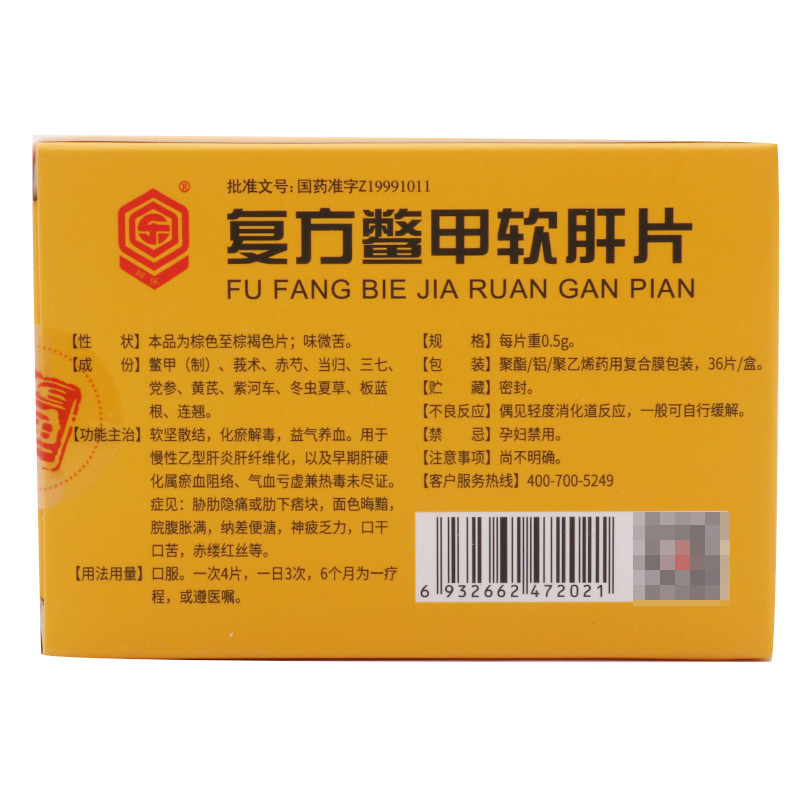 ®
乐
批准文号：国药准字Z19991011
复方鳖甲软肝片
FU FANG BIE JIA RUAN GAN PIAN
【性　　状】本品为棕色至棕褐色片；味微苦。
【成　　份】鳖甲（制）、莪术、赤芍、当归、三七、
党参、黄芪、紫河车、冬虫夏草、板蓝
根、连翘。
【功能主治】软坚散结，化瘀解毒，益气养血。用于
慢性乙型肝炎肝纤维化，以及早期肝硬
化属瘀血阻络、气血亏虚兼热毒未尽证。
症见：胁肋隐痛或肋下痞块，面色晦黯，
脘腹胀满，纳差便溏，神疲乏力，口干
口苦，赤缕红丝等。
【用法用量】口服。一次4片，一日3次，6个月为一疗
程，或遵医嘱。
【规　　格】每片重0.5g。
【包　　装】聚酯/铝/聚乙烯药用复合膜包装，36片/盒。
【贮　　藏】密封。
【不良反应】偶见轻度消化道反应，一般可自行缓解。
【禁　　忌】孕妇禁用。
【注意事项】尚不明确。
【客户服务热线】400-700-5249
6 932662 472021